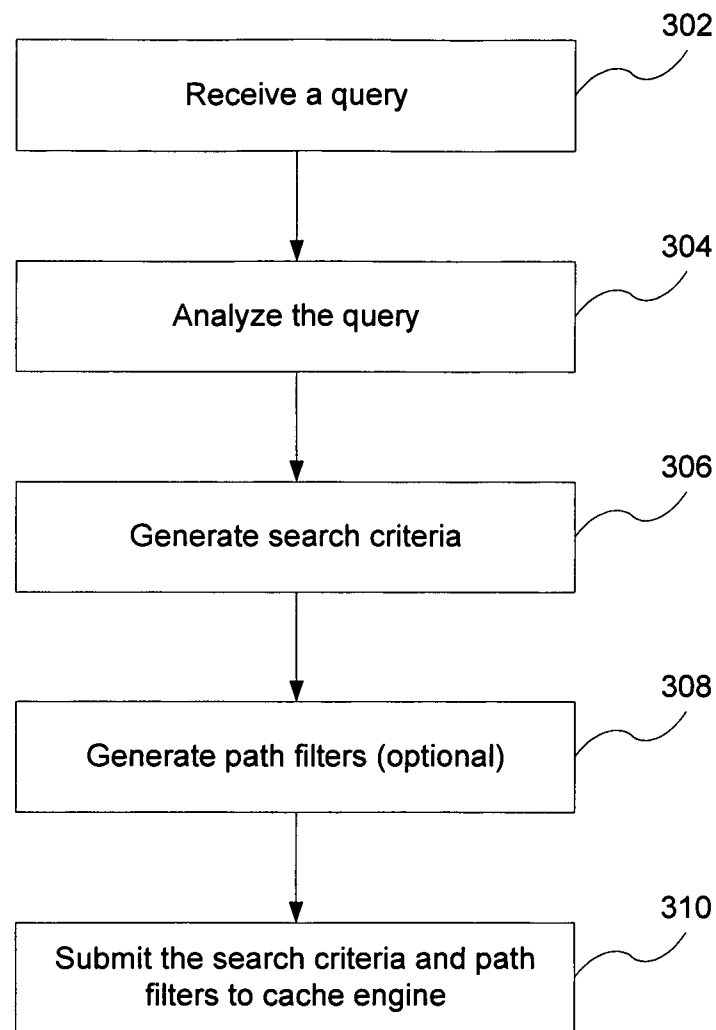 302
Receive a query
304
Analyze the query
306
Generate search criteria
308
Generate path filters (optional)
310
Submit the search criteria and path
filters to cache engine